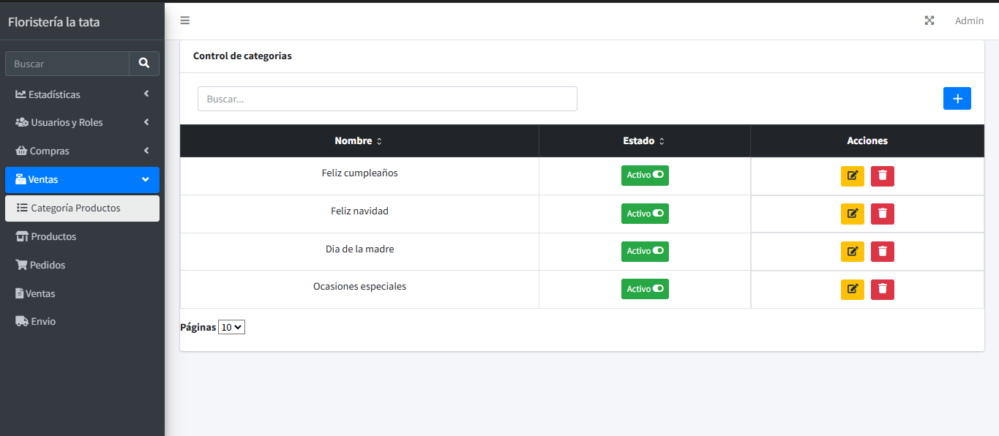 Floristería la tata
Admin
Buscar
Estadísticas
Usuarios y Roles
Compras
Ventas
Categoría Productos
Productos
Pedidos
Ventas
Envio
Control de categorias
Buscar...
Nombre Estado Acciones
Feliz cumpleaños Activo
Feliz navidad Activo
Dia de la madre Activo
Ocasiones especiales Activo
Páginas 10